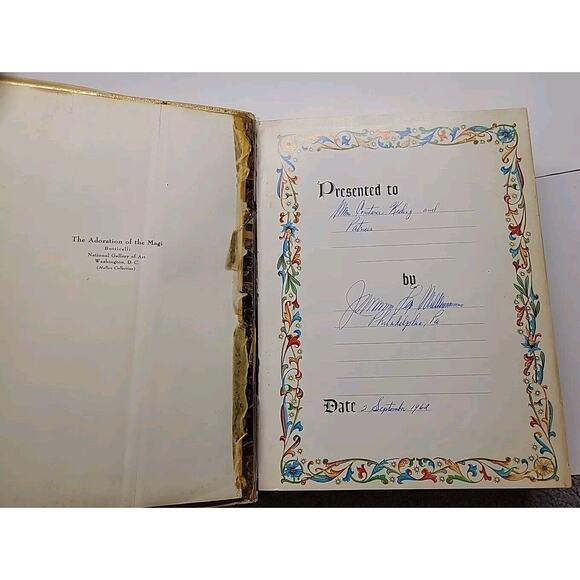 The Adoration of the Magi
Botticelli
National Gallery of Art
Washington, D. C.
(Mellon Collection)
Presented to
and
by
Philadelphia, Pa
Date 2 September 1962